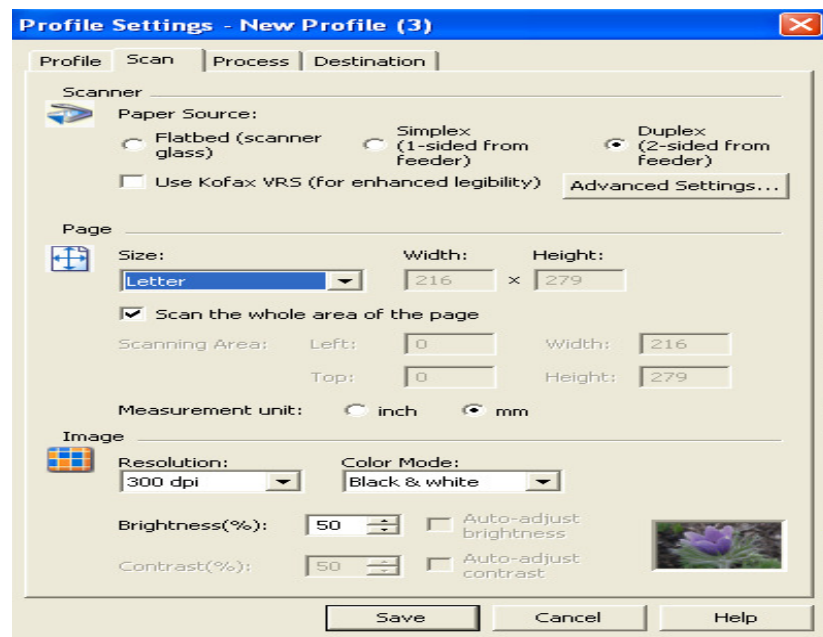 Profile Settings - New Profile (3)
Profile Scan Process Destination
Scanner
Paper Source:
Flatbed (scanner
glass)
Simplex
(1-sided from
feeder)
Duplex
(2-sided from
feeder)
Use Kofax VRS (for enhanced legibility) Advanced Settings...
Page
Size: Width: Height:
Letter 216 × 279
Scan the whole area of the page
Scanning Area: Left: 0 Width: 216
Top: 0 Height: 279
Measurement unit: inch mm
Image
Resolution: Color Mode:
300 dpi Black & white
Brightness(%): 50 Auto-adjust
brightness
Contrast(%): 50 Auto-adjust
contrast
Save Cancel Help